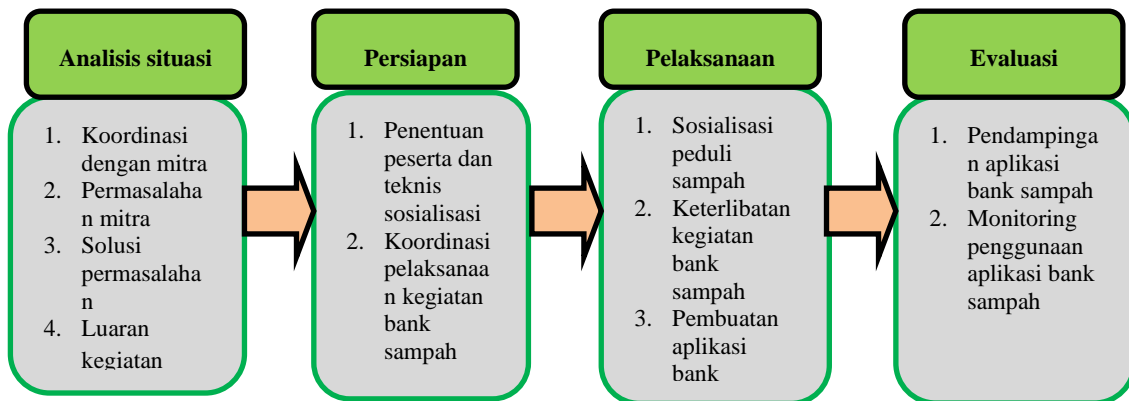 Analisis situasi
1. Koordinasi
dengan mitra
2. Permasalaha
n mitra
3. Solusi
permasalaha
n
4. Luaran
kegiatan
Persiapan
1. Penentuan
peserta dan
teknis
sosialisasi
2. Koordinasi
pelaksanaa
n kegiatan
bank
sampah
Pelaksanaan
1. Sosialisasi
peduli
sampah
2. Keterlibatan
kegiatan
bank
sampah
3. Pembuatan
aplikasi
bank
Evaluasi
1. Pendampinga
n aplikasi
bank sampah
2. Monitoring
penggunaan
aplikasi bank
sampah